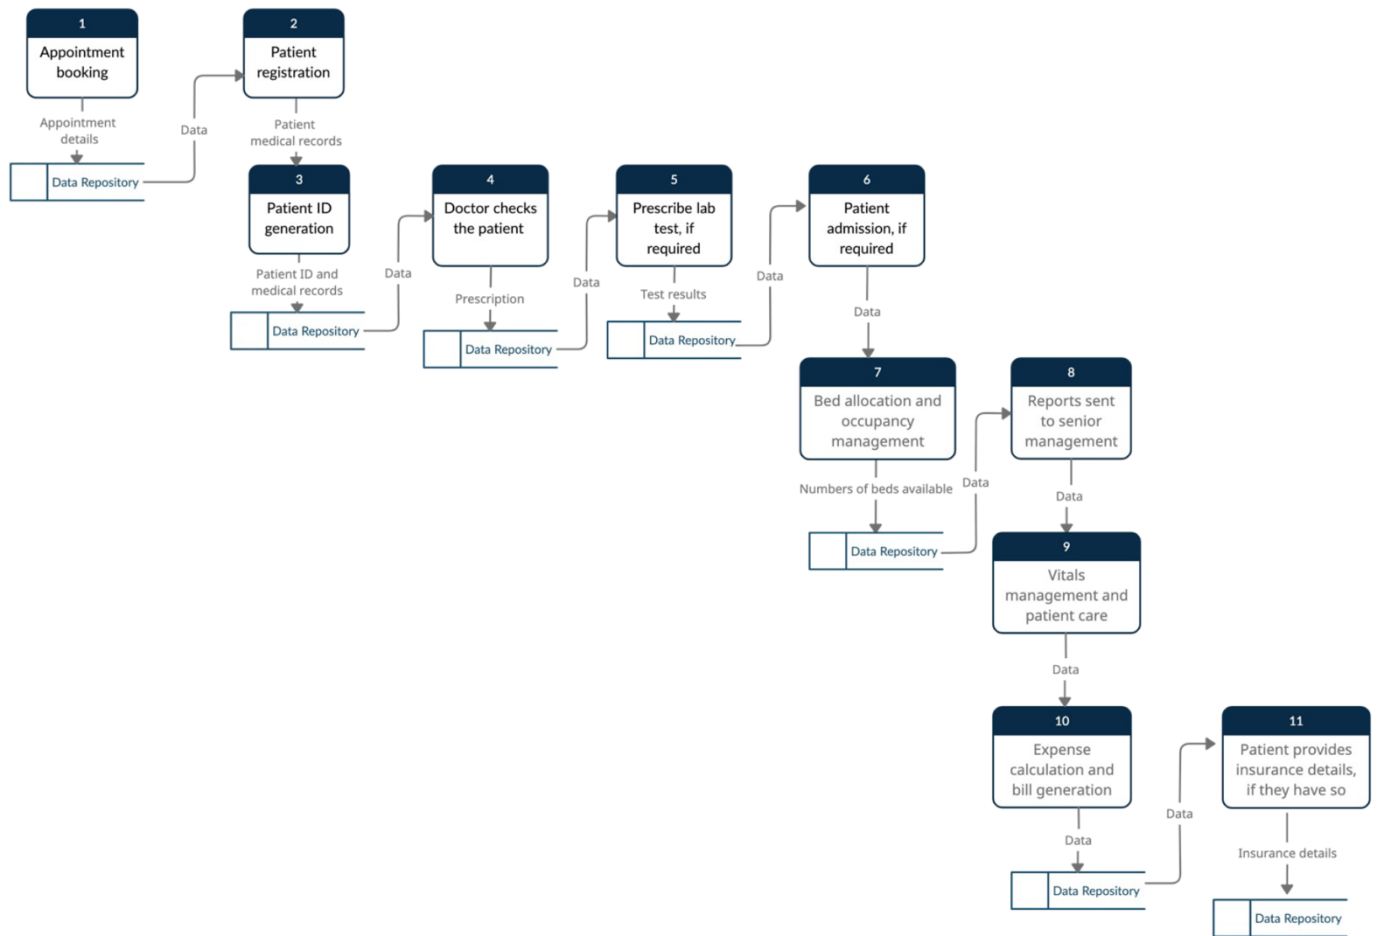 1
Appointment
booking
Appointment
details
Data Repository
Data
2
Patient
registration
Patient
medical records
3
Patient ID
generation
Patient ID and
medical records
Data Repository
Data
4
Doctor checks
the patient
Prescription
Data Repository
Data
5
Prescribe lab
test, if
required
Test results
Data Repository
Data
6
Patient
admission, if
required
Data
7
Bed allocation and
occupancy
management
Numbers of beds available
Data Repository
Data
8
Reports sent
to senior
management
Data
9
Vitals
management and
patient care
Data
10
Expense
calculation and
bill generation
Data
Data Repository
Data
11
Patient provides
insurance details,
if they have so
Insurance details
Data Repository